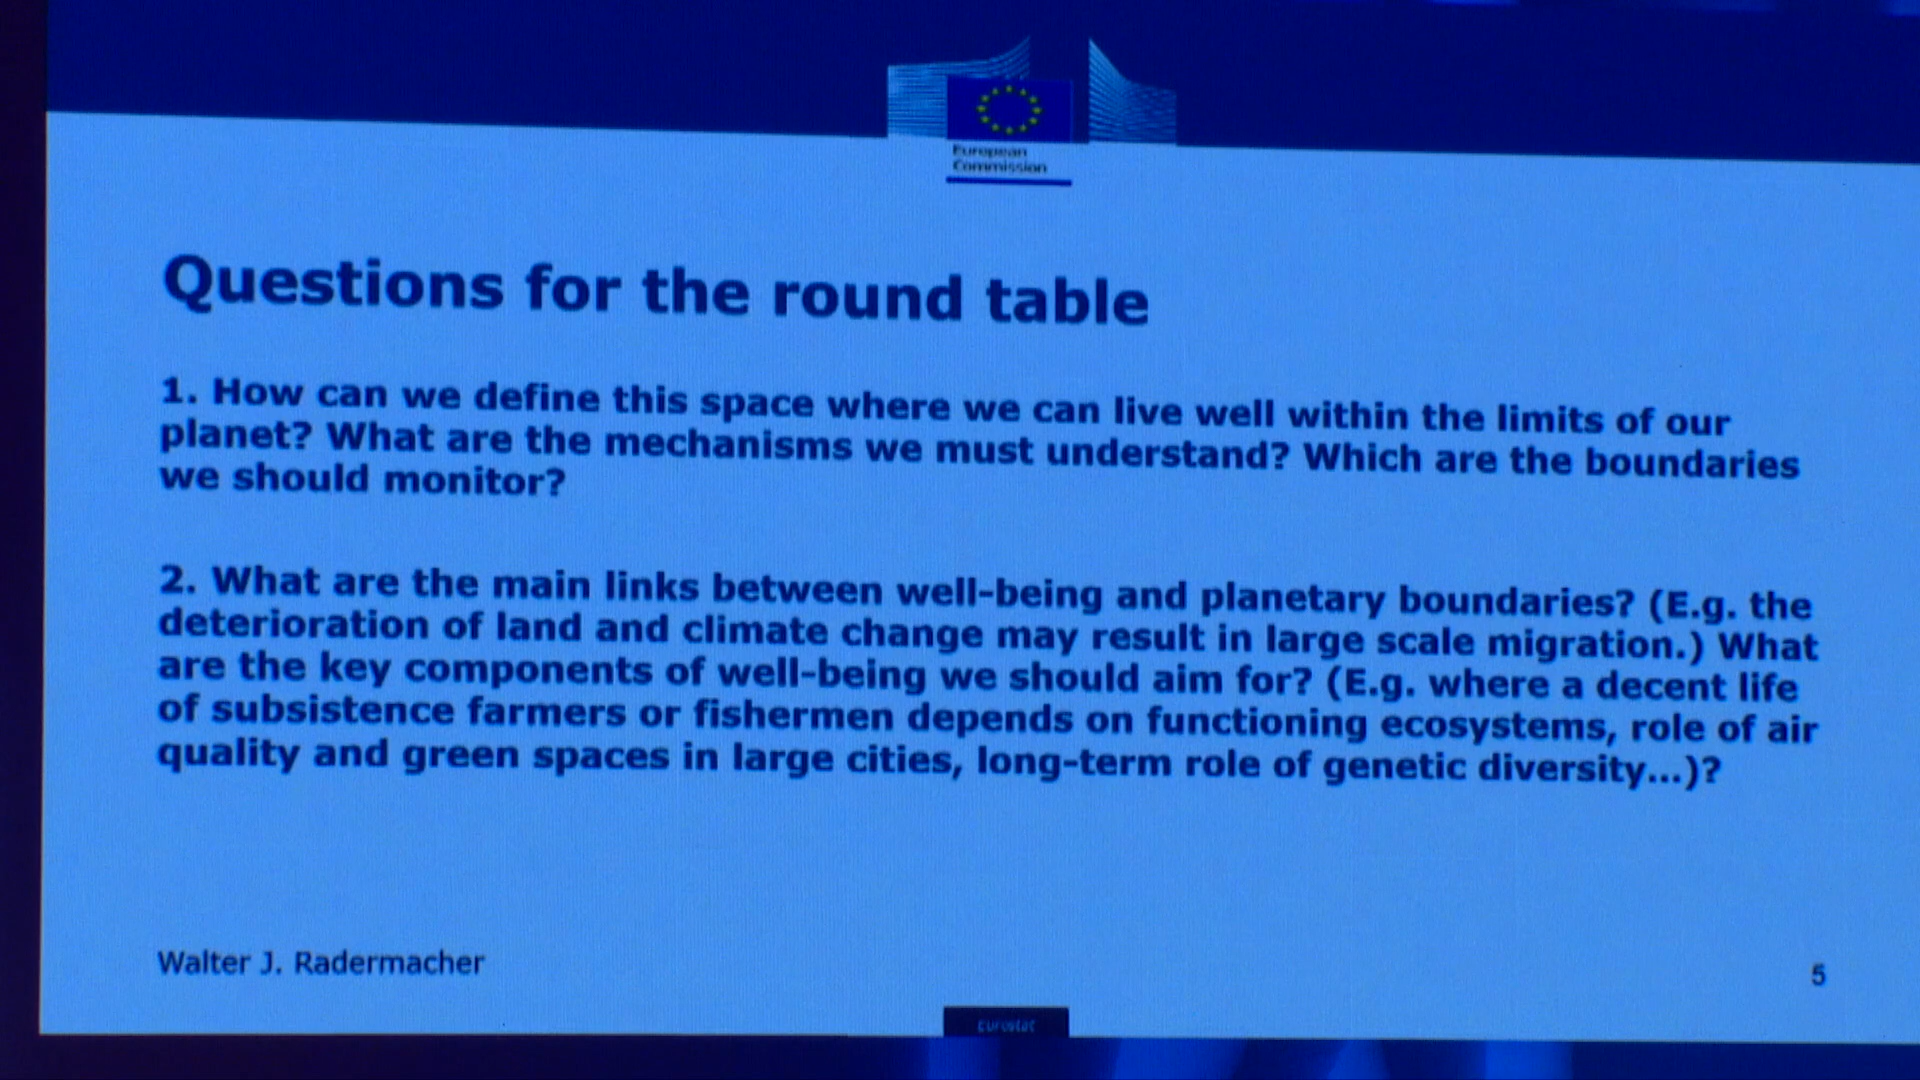 European
Commission
Questions for the round table
1. How can we define this space where we can live well within the limits of our
planet? What are the mechanisms we must understand? Which are the boundaries
we should monitor?
2. What are the main links between well-being and planetary boundaries? (E.g. the
deterioration of land and climate change may result in large scale migration.) What
are the key components of well-being we should aim for? (E.g. where a decent life
of subsistence farmers or fishermen depends on functioning ecosystems, role of air
quality and green spaces in large cities, long-term role of genetic diversity...)?
Walter J. Radermacher
5
eurostat